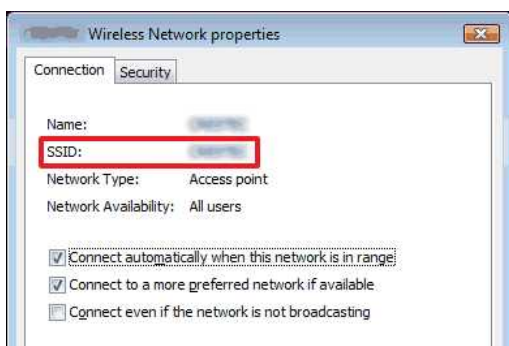 Wireless Network properties
Connection Security
Name:
SSID:
Network Type: Access point
Network Availability: All users
Connect automatically when this network is in range
Connect to a more preferred network if available
Connect even if the network is not broadcasting